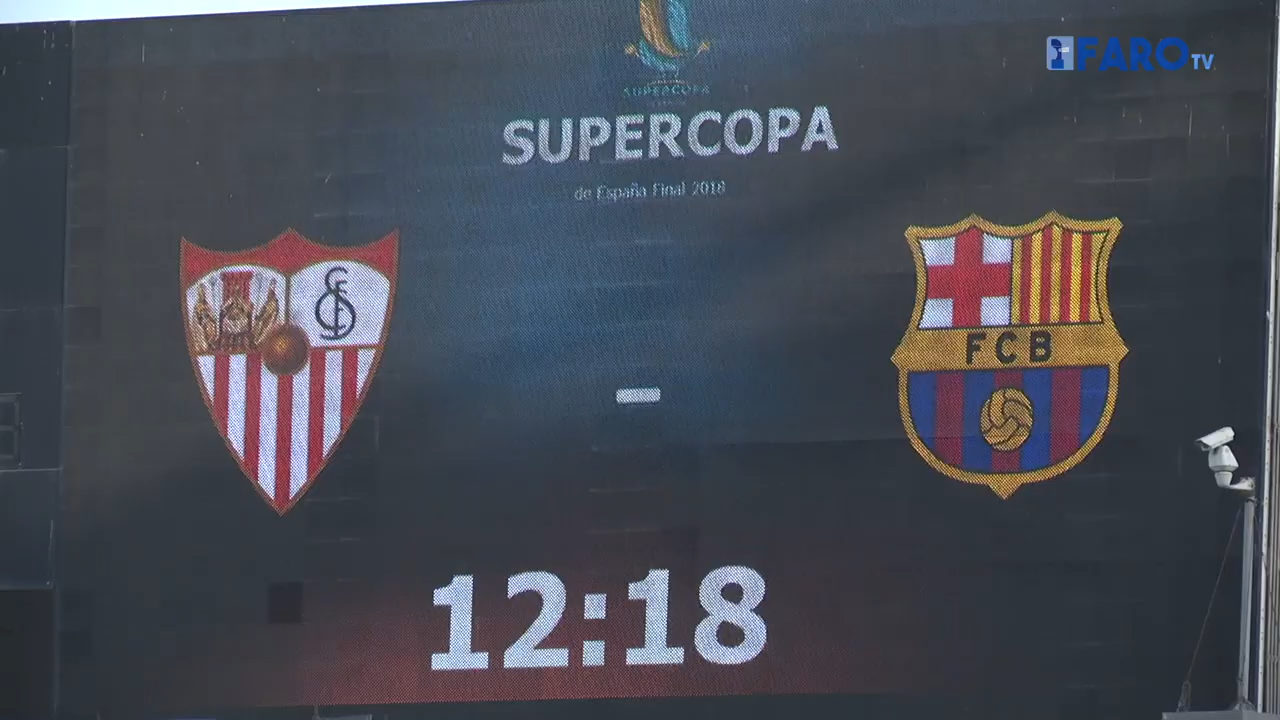 FARO TV
SUPERCOPA
SUPERCOPA
de España Final 2018
FCB
-
12:18